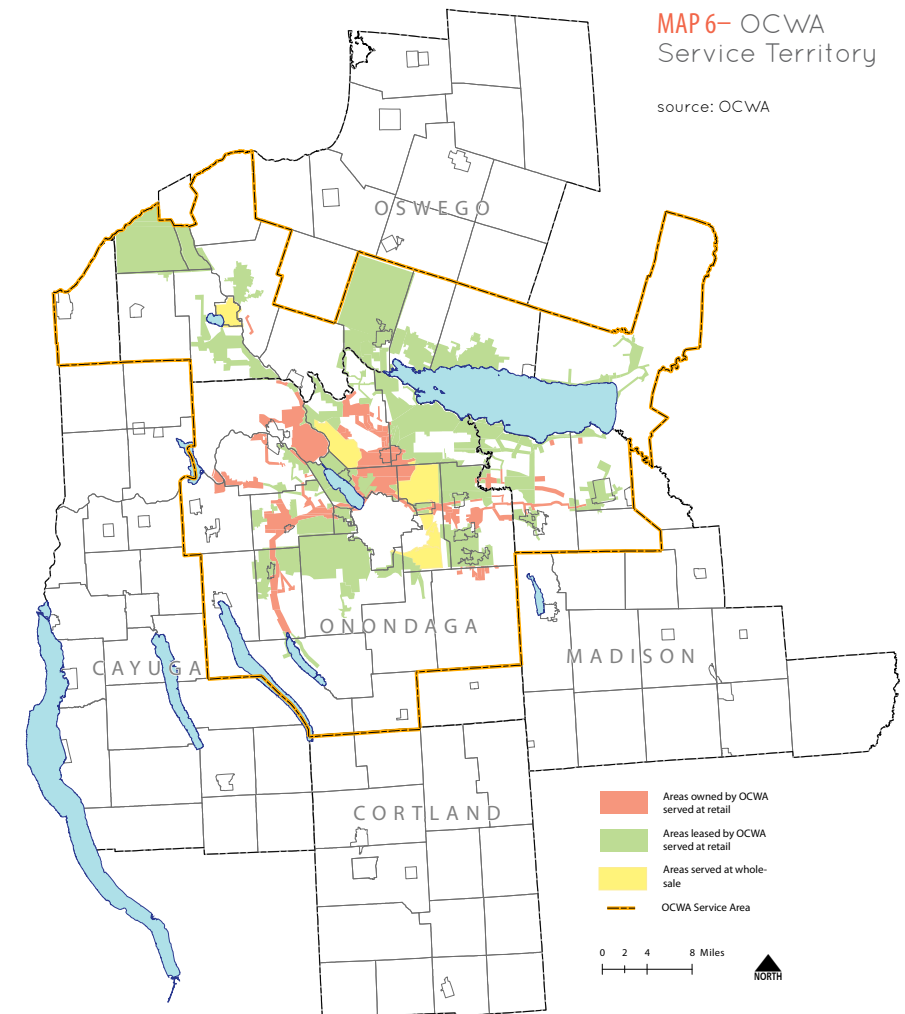 MAP 6– OCWA
Service Territory
source: OCWA
OSWEGO
ONONDAGA
CAYUGA
MADISON
CORTLAND
Areas owned by OCWA
served at retail
Areas leased by OCWA
served at retail
Areas served at whole-
sale
OCWA Service Area
0 2 4 8 Miles
NORTH